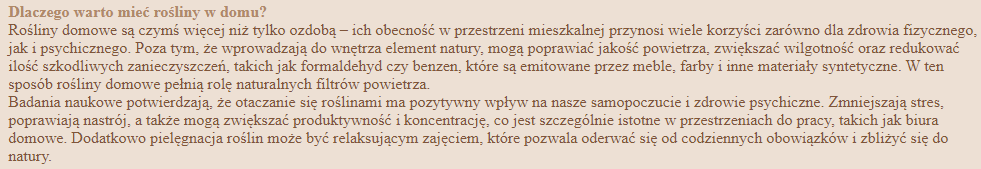 Dlaczego warto mieć rośliny w domu?
Rośliny domowe są czymś więcej niż tylko ozdobą – ich obecność w przestrzeni mieszkalnej przynosi wiele korzyści zarówno dla zdrowia fizycznego,
jak i psychicznego. Poza tym, że wprowadzają do wnętrza element natury, mogą poprawiać jakość powietrza, zwiększać wilgotność oraz redukować
ilość szkodliwych zanieczyszczeń, takich jak formaldehyd czy benzen, które są emitowane przez meble, farby i inne materiały syntetyczne. W ten
sposób rośliny domowe pełnią rolę naturalnych filtrów powietrza.
Badania naukowe potwierdzają, że otaczanie się roślinami ma pozytywny wpływ na nasze samopoczucie i zdrowie psychiczne. Zmniejszają stres,
poprawiają nastrój, a także mogą zwiększać produktywność i koncentrację, co jest szczególnie istotne w przestrzeniach do pracy, takich jak biura
domowe. Dodatkowo pielęgnacja roślin może być relaksującym zajęciem, które pozwala oderwać się od codziennych obowiązków i zbliżyć się do
natury.